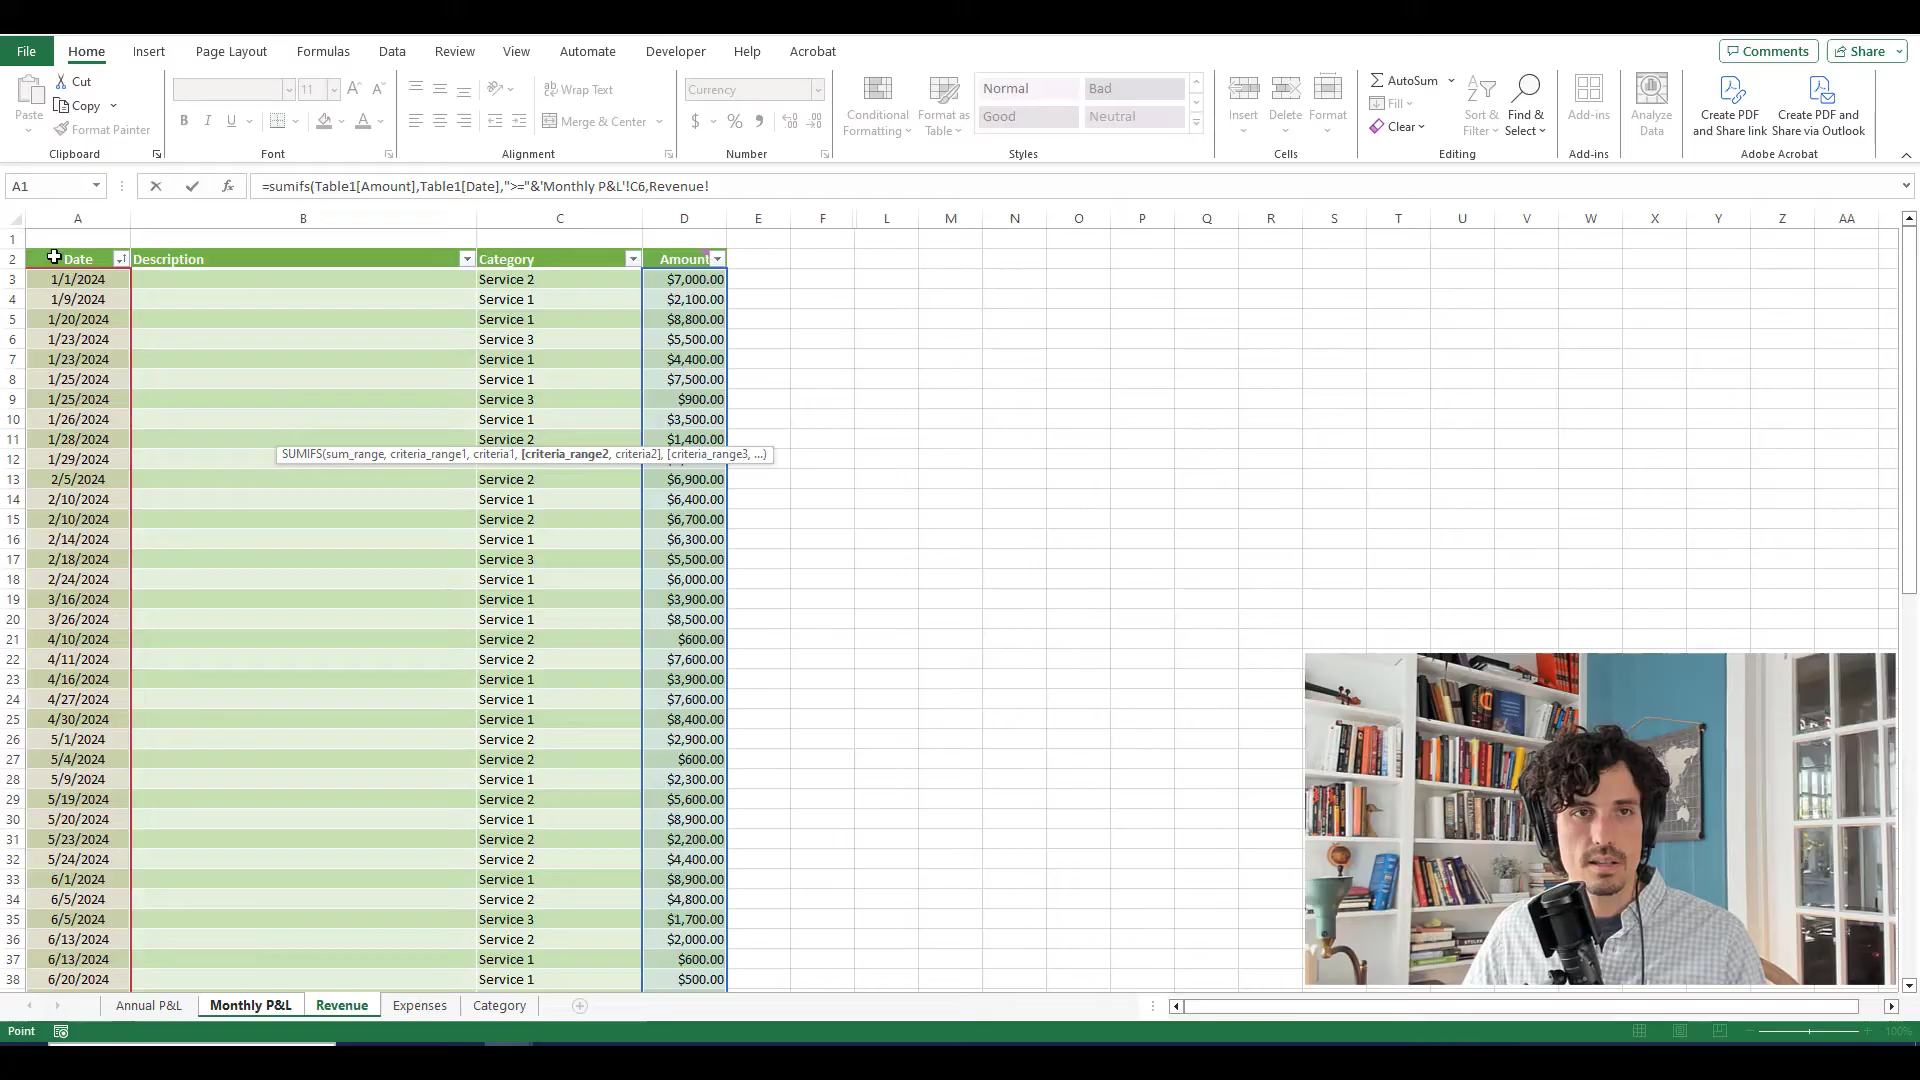 File Home Insert Page Layout Formulas Data Review View Automate Developer Help Acrobat Comments Share
Cut
Copy
Format Painter
Paste
Clipboard
11
Font
Wrap Text
Merge & Center
Alignment
Currency
$ % 9
Number
Conditional Formatting
Format as Table
Normal Bad
Good Neutral
Styles
Insert Delete Format
Cells
AutoSum
Fill
Clear
Sort & Filter
Find & Select
Editing
Add-ins
Add-ins
Analyze Data
Create PDF and Share link
Create PDF and Share via Outlook
Adobe Acrobat
A1 fx =sumifs(Table1[Amount],Table1[Date],">="&'Monthly P&L'!C6,Revenue!
A B C D E F L M N O P Q R S T U V W X Y Z AA
1
2 Date Description Category Amount
3 1/1/2024 Service 2 $7,000.00
4 1/9/2024 Service 1 $2,100.00
5 1/20/2024 Service 1 $8,800.00
6 1/23/2024 Service 3 $5,500.00
7 1/23/2024 Service 1 $4,400.00
8 1/25/2024 Service 1 $7,500.00
9 1/25/2024 Service 3 $900.00
10 1/26/2024 Service 1 $3,500.00
11 1/28/2024 Service 2 $1,400.00
SUMIFS(sum_range, criteria_range1, criteria1, [criteria_range2, criteria2], [criteria_range3, ...)
12 1/29/2024
13 2/5/2024 Service 2 $6,900.00
14 2/10/2024 Service 1 $6,400.00
15 2/10/2024 Service 2 $6,700.00
16 2/14/2024 Service 1 $6,300.00
17 2/18/2024 Service 3 $5,500.00
18 2/24/2024 Service 1 $6,000.00
19 3/16/2024 Service 1 $3,900.00
20 3/26/2024 Service 1 $8,500.00
21 4/10/2024 Service 2 $600.00
22 4/11/2024 Service 2 $7,600.00
23 4/16/2024 Service 1 $3,900.00
24 4/27/2024 Service 1 $7,600.00
25 4/30/2024 Service 1 $8,400.00
26 5/1/2024 Service 2 $2,900.00
27 5/4/2024 Service 2 $600.00
28 5/9/2024 Service 1 $2,300.00
29 5/19/2024 Service 2 $5,600.00
30 5/20/2024 Service 1 $8,900.00
31 5/23/2024 Service 2 $2,200.00
32 5/24/2024 Service 2 $4,400.00
33 6/1/2024 Service 1 $8,900.00
34 6/5/2024 Service 2 $4,800.00
35 6/5/2024 Service 3 $1,700.00
36 6/13/2024 Service 2 $2,000.00
37 6/13/2024 Service 1 $600.00
38 6/20/2024 Service 1 $500.00
Annual P&L Monthly P&L Revenue Expenses Category
Point 100%